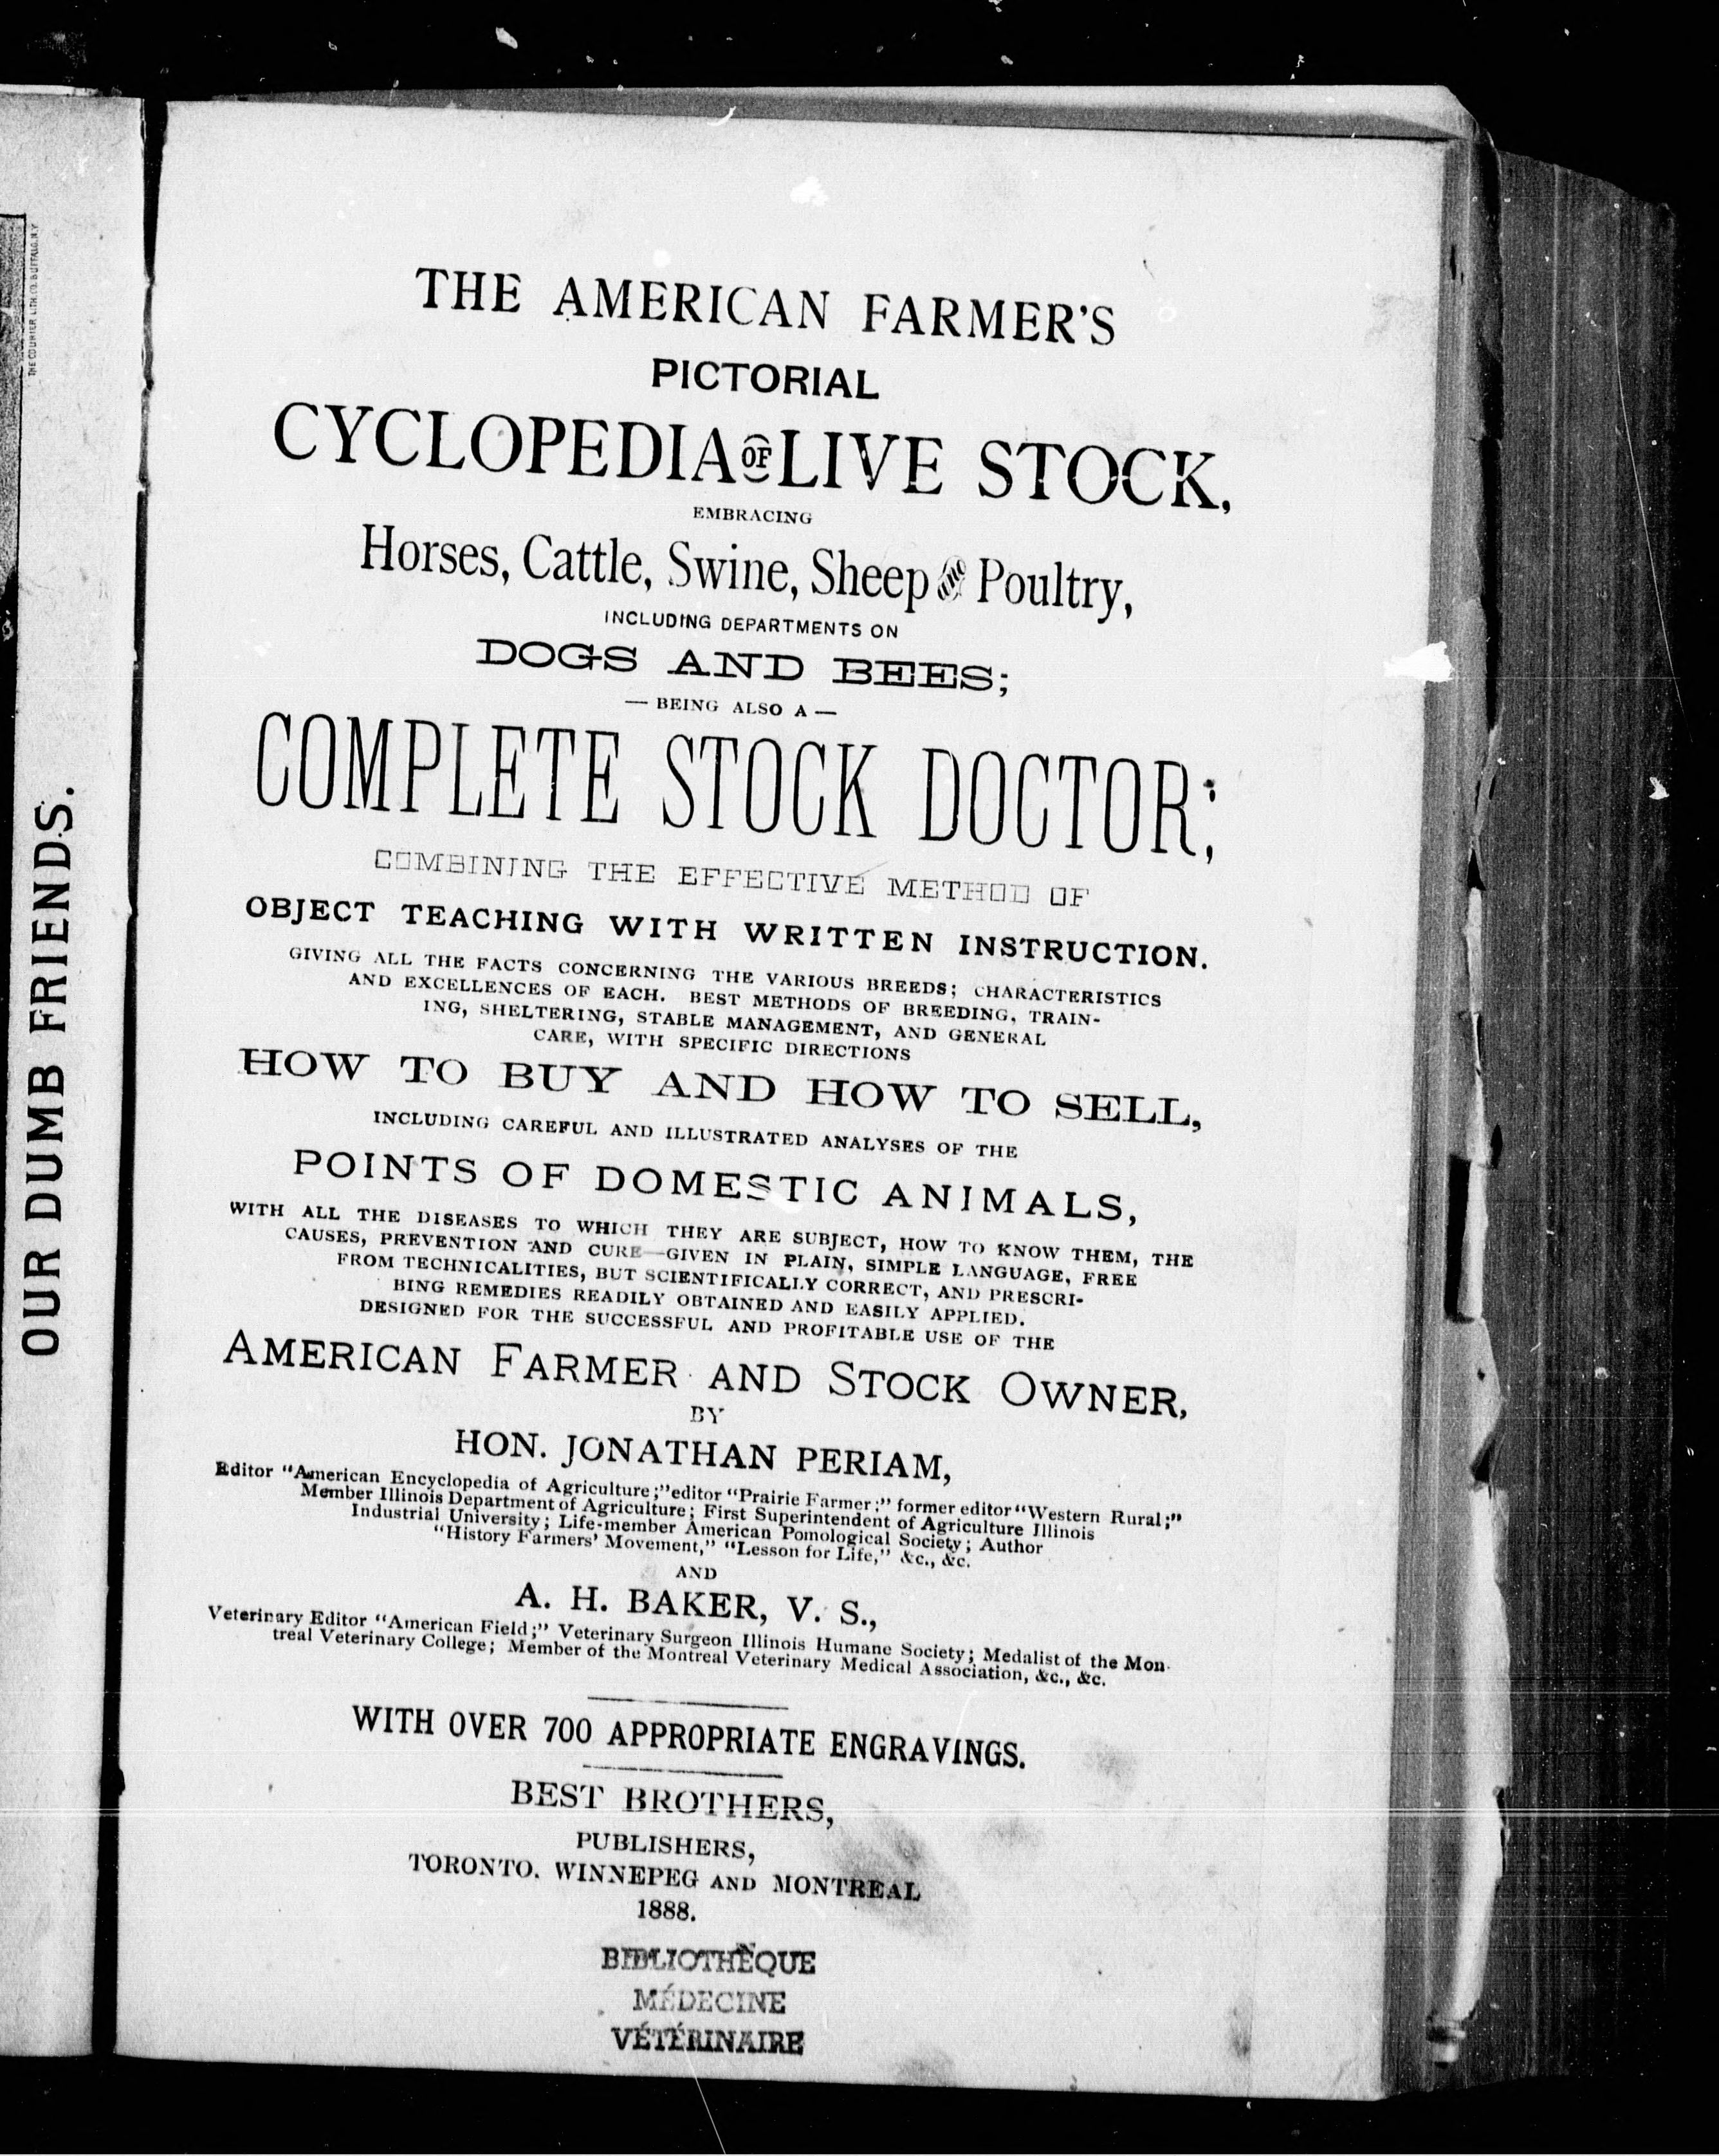 THE COURIER LITH. CO. BUFFALO, N.Y.
OUR DUMB FRIENDS.
THE AMERICAN FARMER'S
PICTORIAL
CYCLOPEDIA OF LIVE STOCK,
EMBRACING
Horses, Cattle, Swine, Sheep AND Poultry,
INCLUDING DEPARTMENTS ON
DOGS AND BEES;
— BEING ALSO A —
COMPLETE STOCK DOCTOR;
COMBINING THE EFFECTIVE METHOD OF
OBJECT TEACHING WITH WRITTEN INSTRUCTION.
GIVING ALL THE FACTS CONCERNING THE VARIOUS BREEDS; CHARACTERISTICS
AND EXCELLENCES OF EACH. BEST METHODS OF BREEDING, TRAIN-
ING, SHELTERING, STABLE MANAGEMENT, AND GENERAL
CARE, WITH SPECIFIC DIRECTIONS
HOW TO BUY AND HOW TO SELL,
INCLUDING CAREFUL AND ILLUSTRATED ANALYSES OF THE
POINTS OF DOMESTIC ANIMALS,
WITH ALL THE DISEASES TO WHICH THEY ARE SUBJECT, HOW TO KNOW THEM, THE
CAUSES, PREVENTION AND CURE—GIVEN IN PLAIN, SIMPLE LANGUAGE, FREE
FROM TECHNICALITIES, BUT SCIENTIFICALLY CORRECT, AND PRESCRI-
BING REMEDIES READILY OBTAINED AND EASILY APPLIED.
DESIGNED FOR THE SUCCESSFUL AND PROFITABLE USE OF THE
AMERICAN FARMER AND STOCK OWNER,
BY
HON. JONATHAN PERIAM,
Editor "American Encyclopedia of Agriculture;" editor "Prairie Farmer;" former editor "Western Rural;"
Member Illinois Department of Agriculture; First Superintendent of Agriculture Illinois
Industrial University; Life-member American Pomological Society; Author
"History Farmers' Movement," "Lesson for Life," &c., &c.
AND
A. H. BAKER, V. S.,
Veterinary Editor "American Field;" Veterinary Surgeon Illinois Humane Society; Medalist of the Mon-
treal Veterinary College; Member of the Montreal Veterinary Medical Association, &c., &c.
WITH OVER 700 APPROPRIATE ENGRAVINGS.
BEST BROTHERS,
PUBLISHERS,
TORONTO. WINNEPEG AND MONTREAL
1888.
BIBLIOTHÈQUE
MÉDECINE
VÉTÉRINAIRE